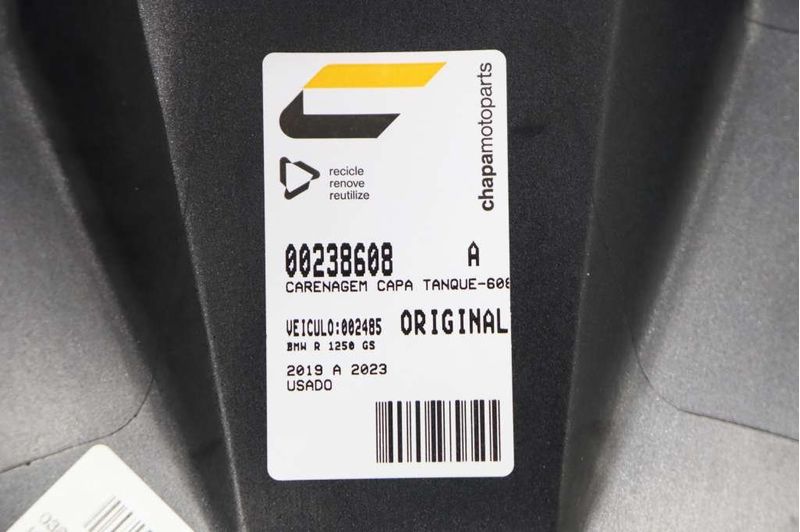 chapamotoparts
recicle
renove
reutilize
00238608 A
CARENAGEM CAPA TANQUE-608
VEICULO:002485 ORIGINAL
BMW R 1250 GS
2019 A 2023
USADO